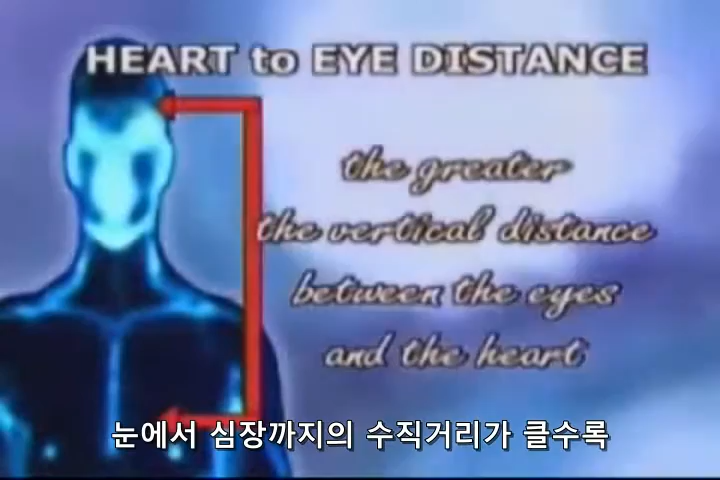 HEART to EYE DISTANCE
the greater
the vertical distance
between the eyes
and the heart
눈에서 심장까지의 수직거리가 클수록